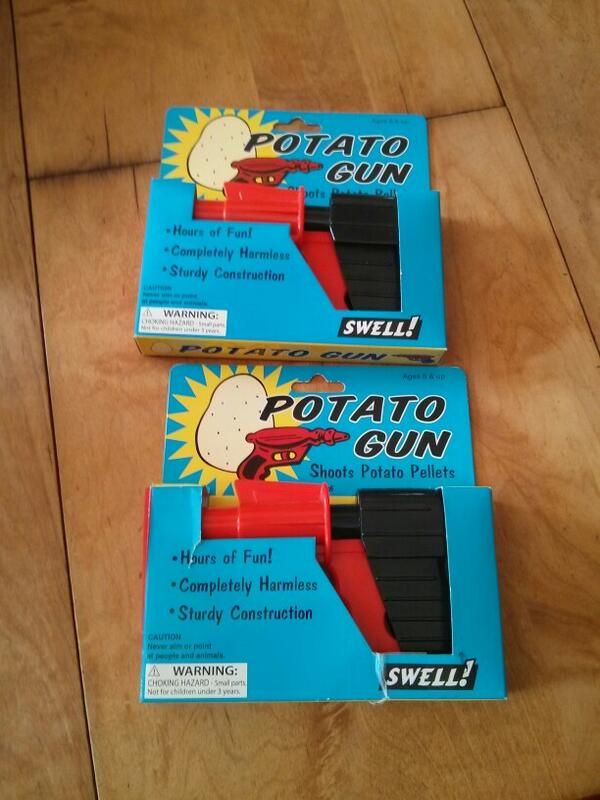 Ages 5 & up
POTATO
GUN
Shoots Potato Pell
• Hours of Fun!
• Completely Harmless
• Sturdy Construction
CAUTION
Never aim or point
at people and animals.
WARNING:
CHOKING HAZARD - Small parts.
Not for children under 3 years.
SWELL!
POTATO GUN
Ages 5 & up
POTATO
GUN
Shoots Potato Pellets
• Hours of Fun!
• Completely Harmless
• Sturdy Construction
CAUTION
Never aim or point
at people and animals.
WARNING:
CHOKING HAZARD - Small parts.
Not for children under 3 years.
SWELL!